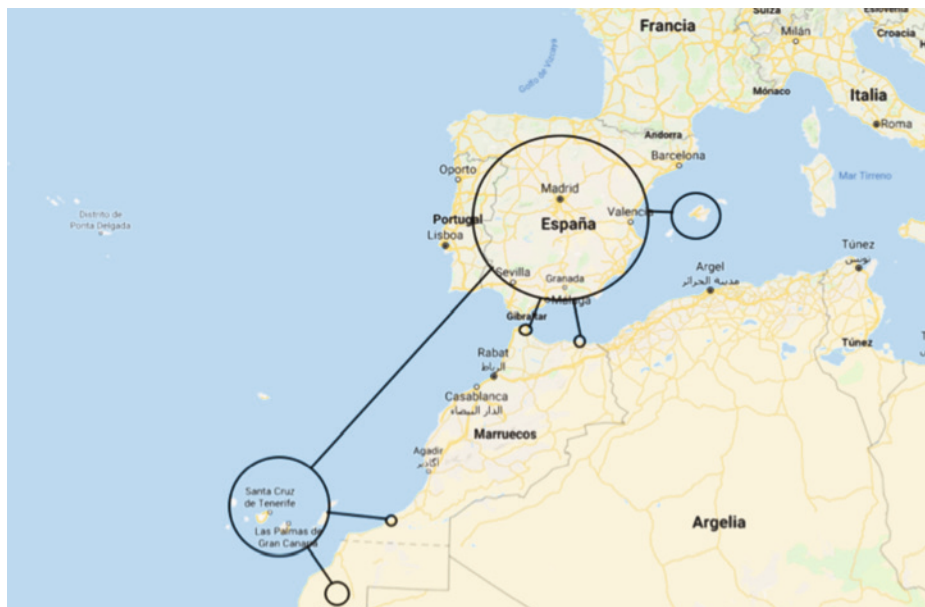 Suiza
Eslovenia
Francia
Milán
Croacia
Golfo de Vizcaya
Mónaco
Italia
Andorra
Roma
Oporto
Barcelona
Madrid
Mar Tirreno
Distrito de
Ponta Delgada
Portugal
España
Valencia
Lisboa
Túnez
تونس
Argel
مدينة الجزائر
Sevilla
Granada
Málaga
Gibraltar
Túnez
Rabat
الرباط
Casablanca
الدار البيضاء
Marruecos
Agadir
أكادير
Santa Cruz
de Tenerife
Las Palmas de
Gran Canaria
Argelia